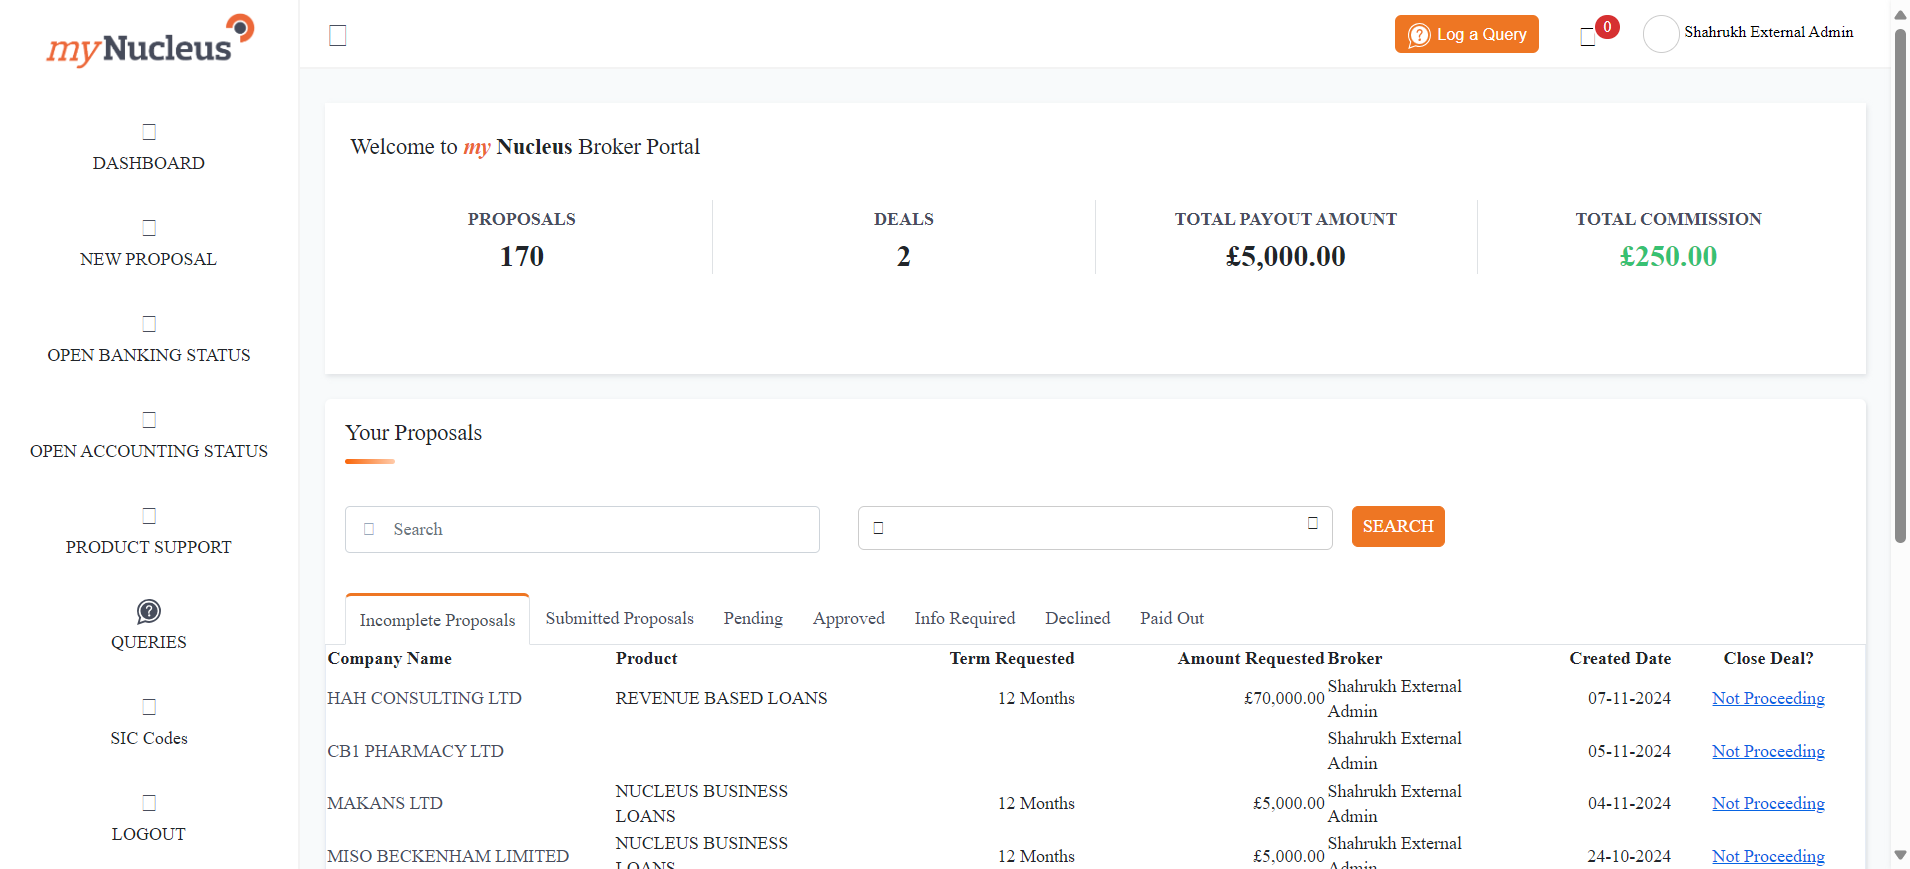 myNucleus
DASHBOARD
NEW PROPOSAL
OPEN BANKING STATUS
OPEN ACCOUNTING STATUS
PRODUCT SUPPORT
QUERIES
SIC Codes
LOGOUT
Log a Query
0
Shahrukh External Admin
Welcome to my Nucleus Broker Portal
PROPOSALS
170
DEALS
2
TOTAL PAYOUT AMOUNT
£5,000.00
TOTAL COMMISSION
£250.00
Your Proposals
Search
SEARCH
Incomplete Proposals Submitted Proposals Pending Approved Info Required Declined Paid Out
Company Name Product Term Requested Amount Requested Broker Created Date Close Deal?
HAH CONSULTING LTD REVENUE BASED LOANS 12 Months £70,000.00 Shahrukh External Admin 07-11-2024 Not Proceeding
CB1 PHARMACY LTD Shahrukh External Admin 05-11-2024 Not Proceeding
MAKANS LTD NUCLEUS BUSINESS LOANS 12 Months £5,000.00 Shahrukh External Admin 04-11-2024 Not Proceeding
MISO BECKENHAM LIMITED NUCLEUS BUSINESS LOANS 12 Months £5,000.00 Shahrukh External Admin 24-10-2024 Not Proceeding